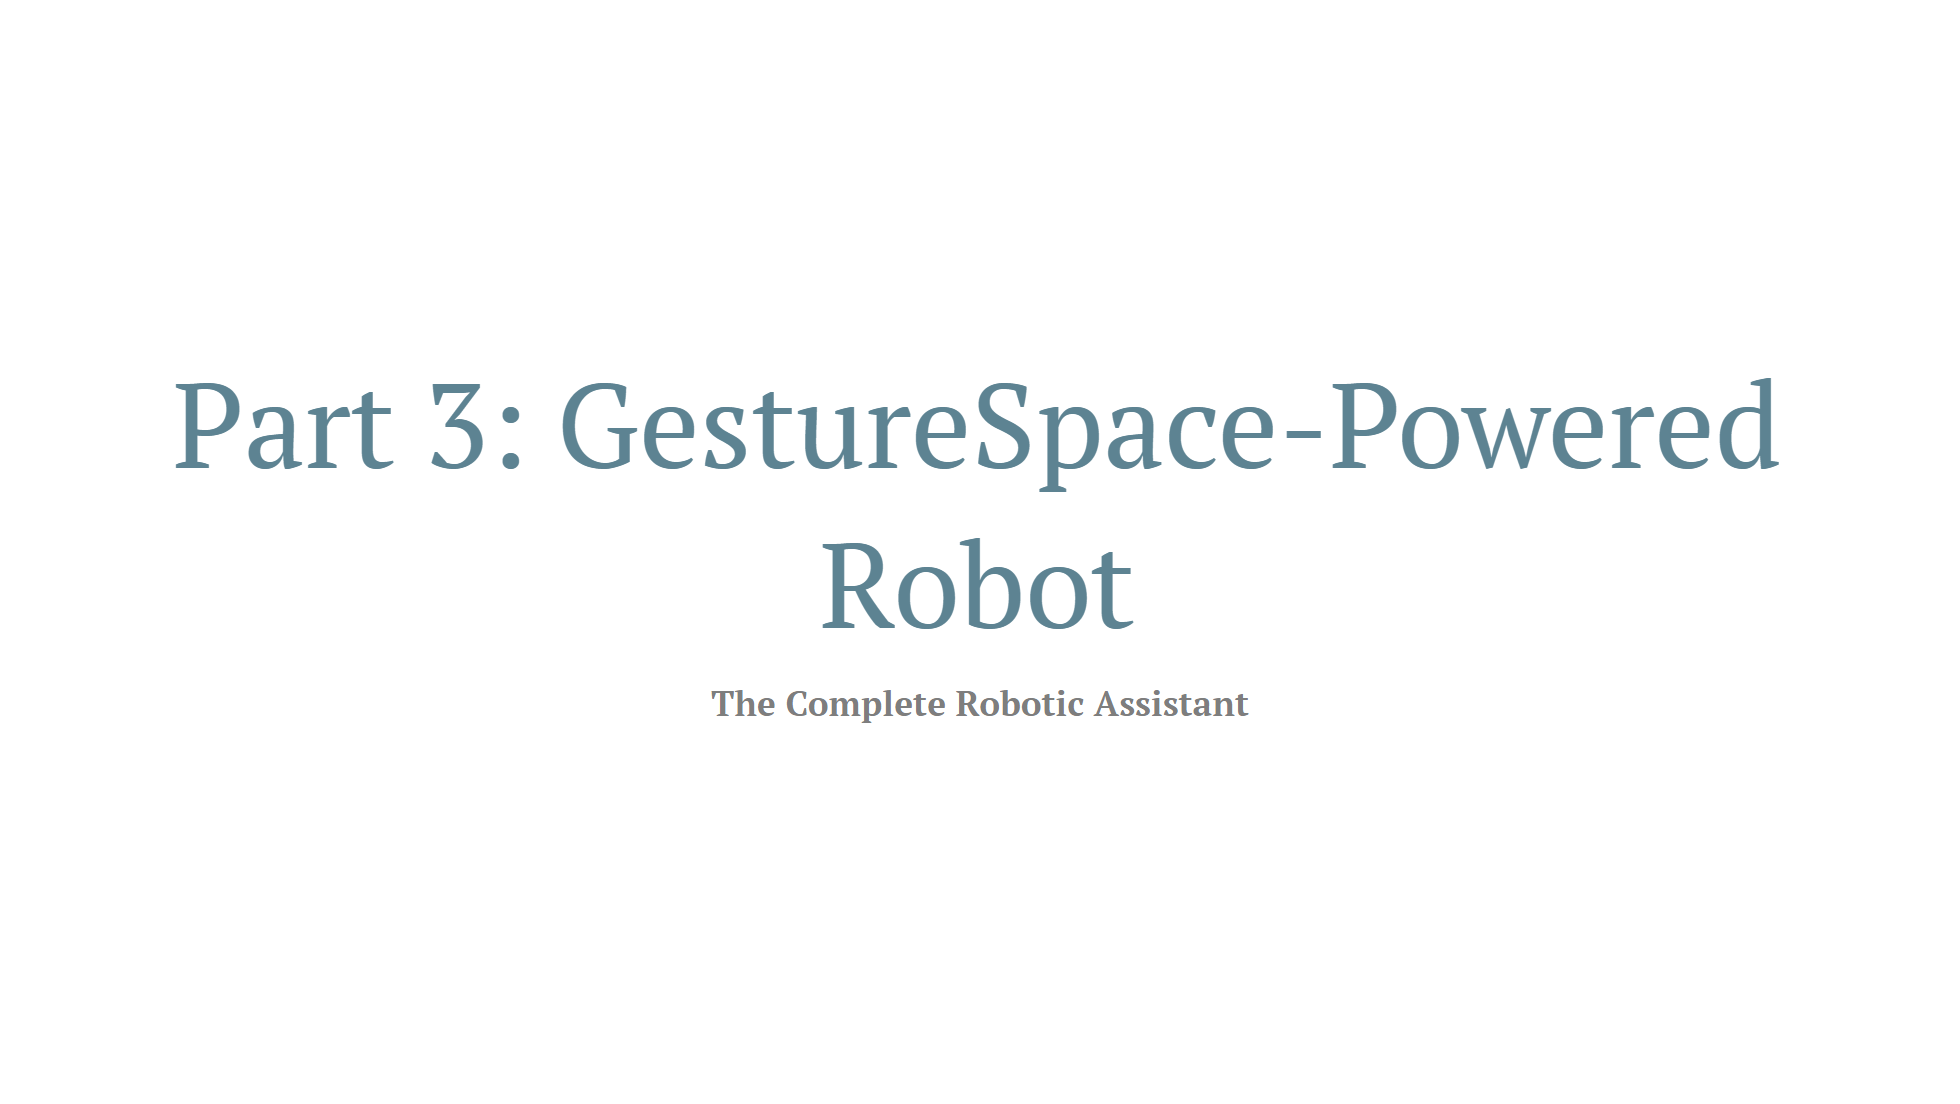 Part 3: GestureSpace-Powered
Robot
The Complete Robotic Assistant